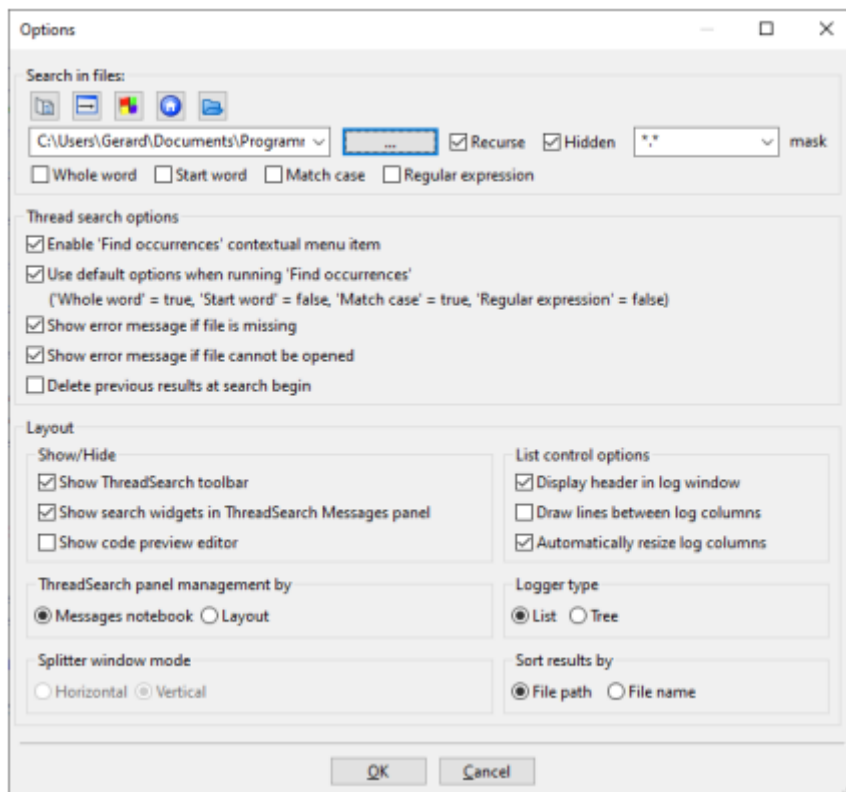 Options
Search in files:
C:\Users\Gerard\Documents\Programr ... Recurse Hidden *.* mask
Whole word Start word Match case Regular expression
Thread search options
Enable 'Find occurrences' contextual menu item
Use default options when running 'Find occurrences'
('Whole word' = true, 'Start word' = false, 'Match case' = true, 'Regular expression' = false)
Show error message if file is missing
Show error message if file cannot be opened
Delete previous results at search begin
Layout
Show/Hide
Show ThreadSearch toolbar
Show search widgets in ThreadSearch Messages panel
Show code preview editor
List control options
Display header in log window
Draw lines between log columns
Automatically resize log columns
ThreadSearch panel management by
Messages notebook Layout
Logger type
List Tree
Splitter window mode
Horizontal Vertical
Sort results by
File path File name
OK Cancel